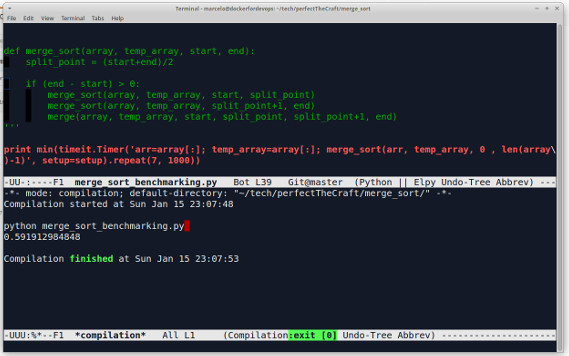 Terminal - marcelo@dockerfordevops: ~/tech/perfectTheCraft/merge_sort
File Edit View Terminal Tabs Help
def merge_sort(array, temp_array, start, end):
    split_point = (start+end)/2
    if (end - start) > 0:
        merge_sort(array, temp_array, start, split_point)
        merge_sort(array, temp_array, split_point+1, end)
        merge(array, temp_array, start, split_point, split_point+1, end)
'''
print min(timeit.Timer('arr=array[:]; temp_array=array[:]; merge_sort(arr, temp_array, 0 , len(array\
)-1)', setup=setup).repeat(7, 1000))
-UU-:----F1  merge_sort_benchmarking.py   Bot L39   Git@master  (Python || Elpy Undo-Tree Abbrev) ---
-*- mode: compilation; default-directory: "~/tech/perfectTheCraft/merge_sort/" -*-
Compilation started at Sun Jan 15 23:07:48
python merge_sort_benchmarking.py
0.591912984848
Compilation finished at Sun Jan 15 23:07:53
-UUU:%*--F1  *compilation*   All L1     (Compilation:exit [0] Undo-Tree Abbrev) ---------------------